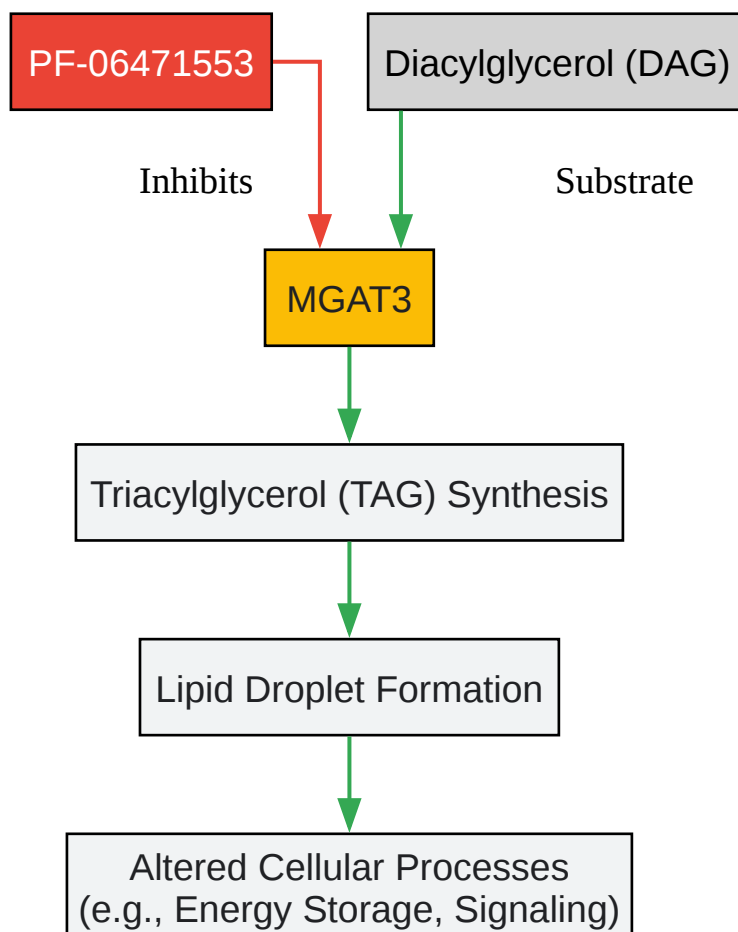 PF-06471553
Diacylglycerol (DAG)
Inhibits
Substrate
MGAT3
Triacylglycerol (TAG) Synthesis
Lipid Droplet Formation
Altered Cellular Processes
(e.g., Energy Storage, Signaling)